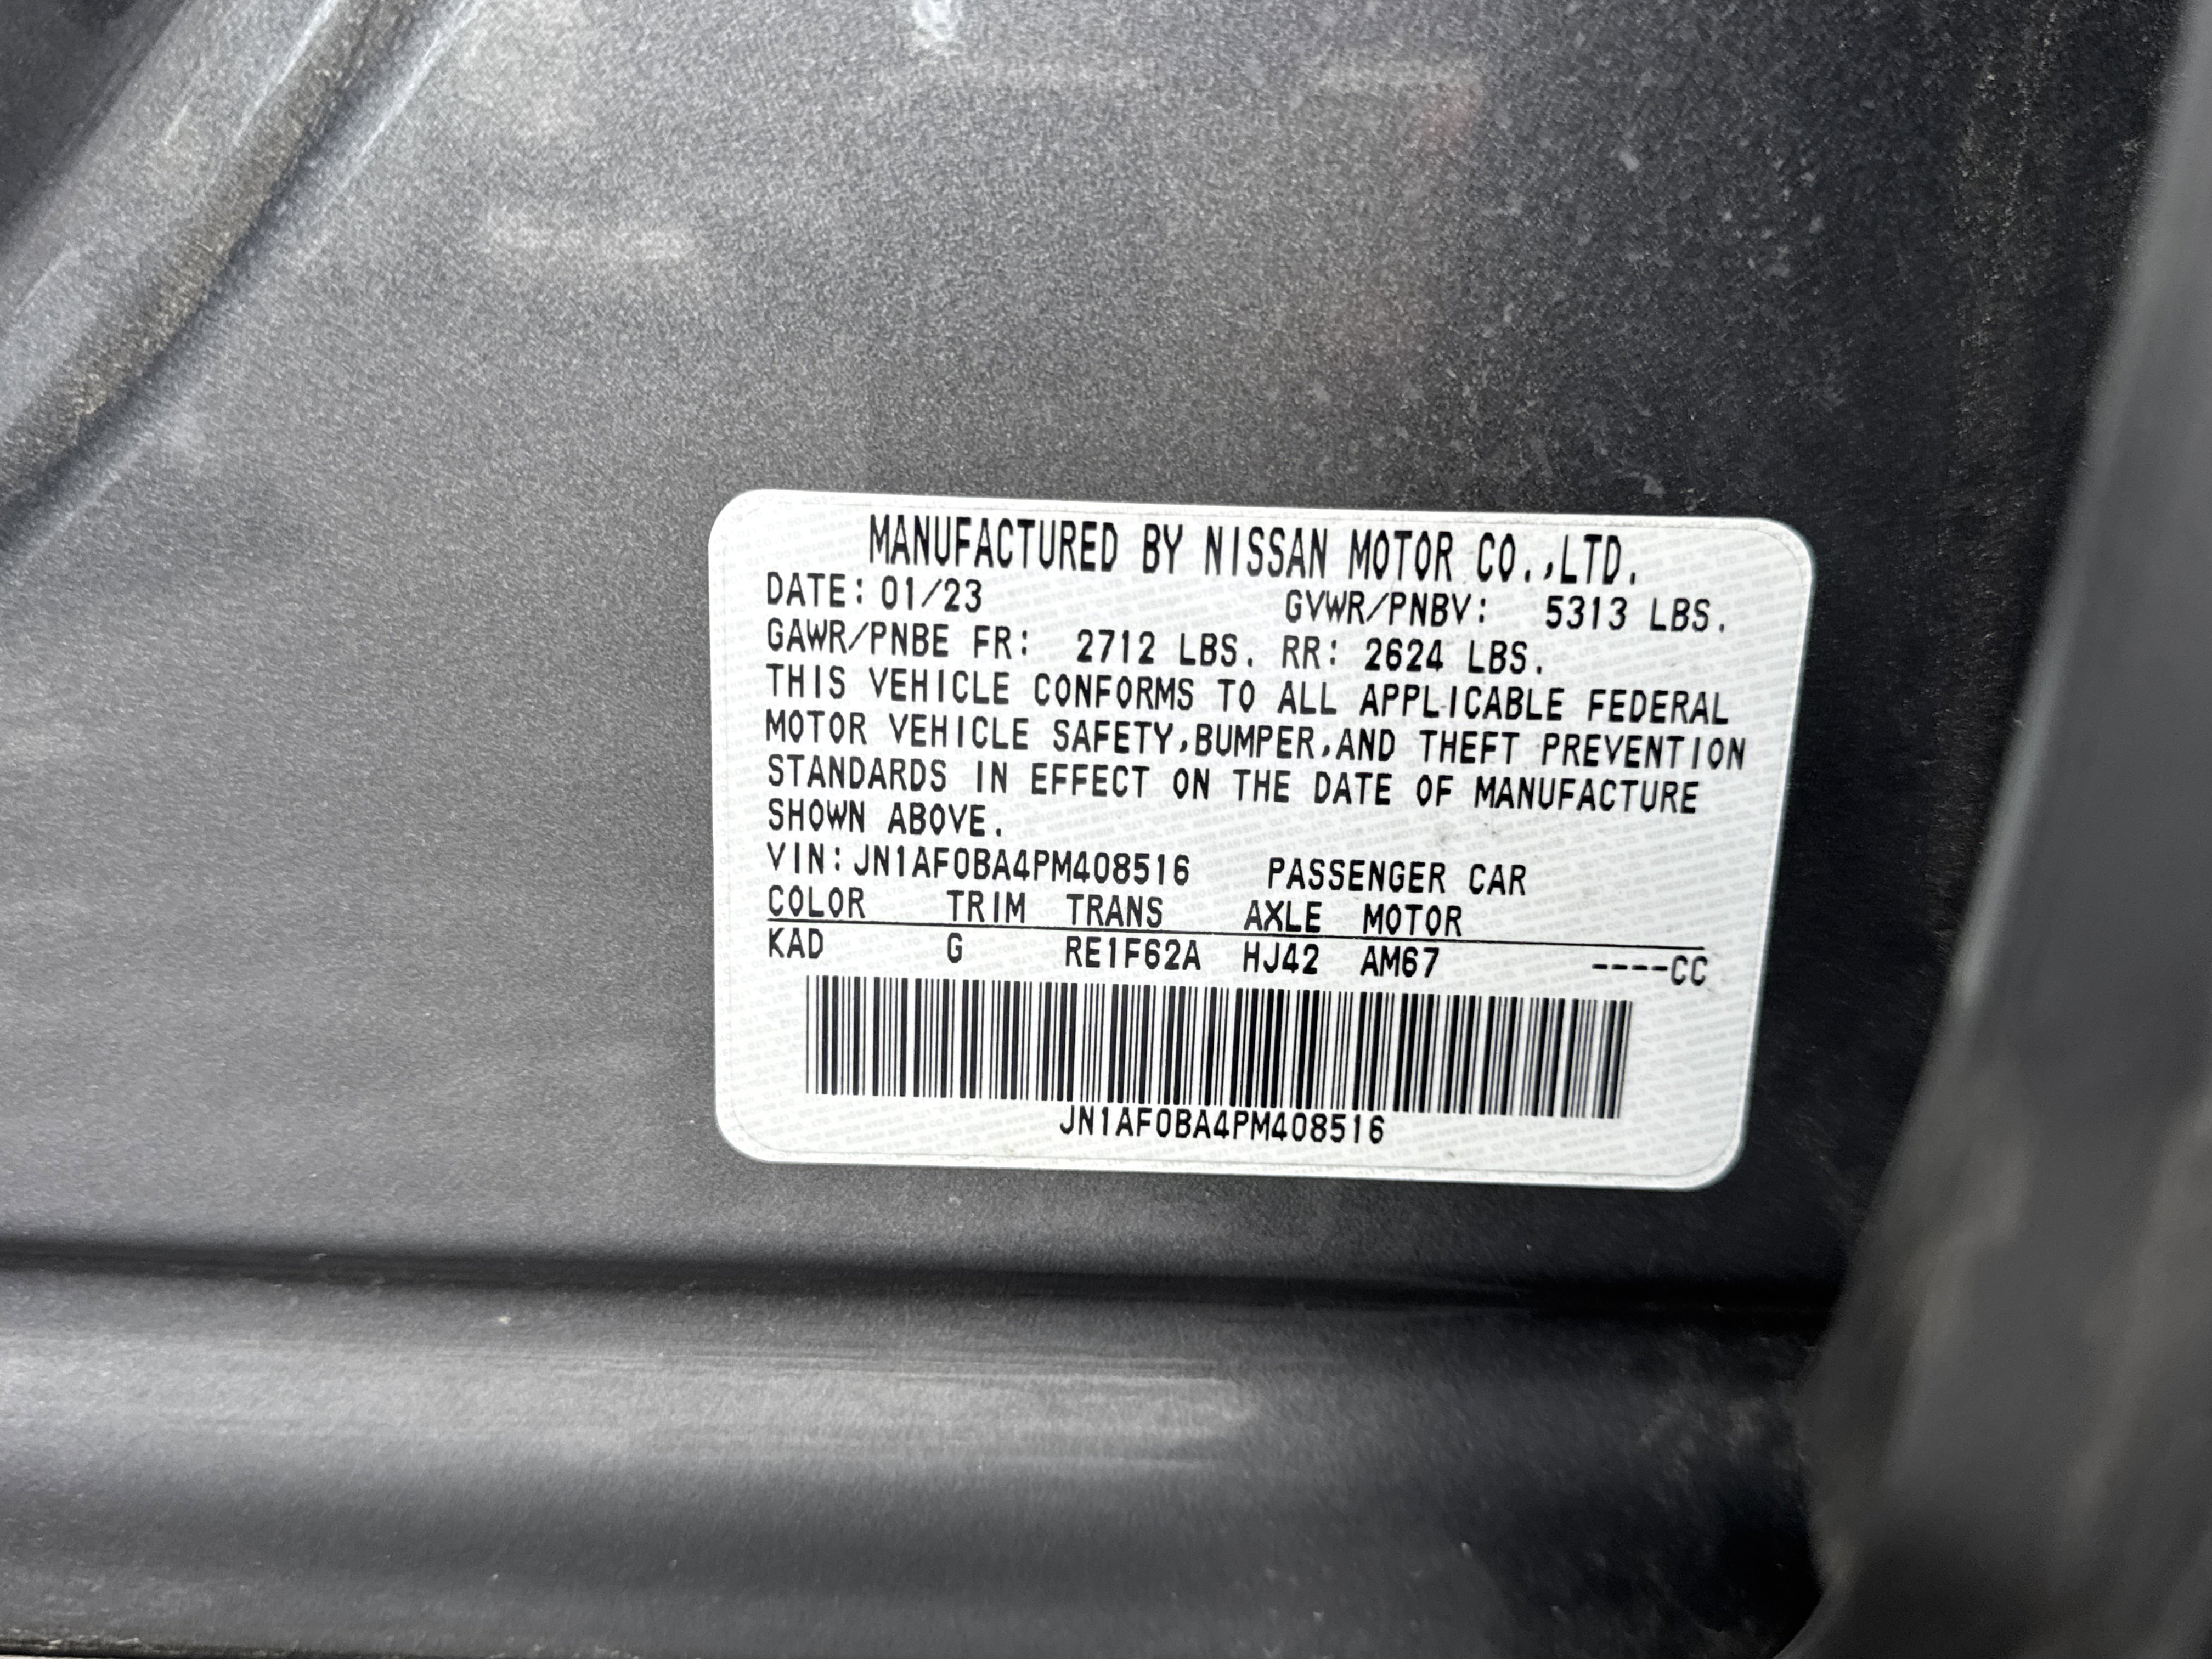 MANUFACTURED BY NISSAN MOTOR CO.,LTD.
DATE: 01/23 GVWR/PNBV: 5313 LBS.
GAWR/PNBE FR: 2712 LBS. RR: 2624 LBS.
THIS VEHICLE CONFORMS TO ALL APPLICABLE FEDERAL
MOTOR VEHICLE SAFETY,BUMPER,AND THEFT PREVENTION
STANDARDS IN EFFECT ON THE DATE OF MANUFACTURE
SHOWN ABOVE.
VIN:JN1AF0BA4PM408516 PASSENGER CAR
COLOR TRIM TRANS AXLE MOTOR
KAD G RE1F62A HJ42 AM67 ----CC
JN1AF0BA4PM408516